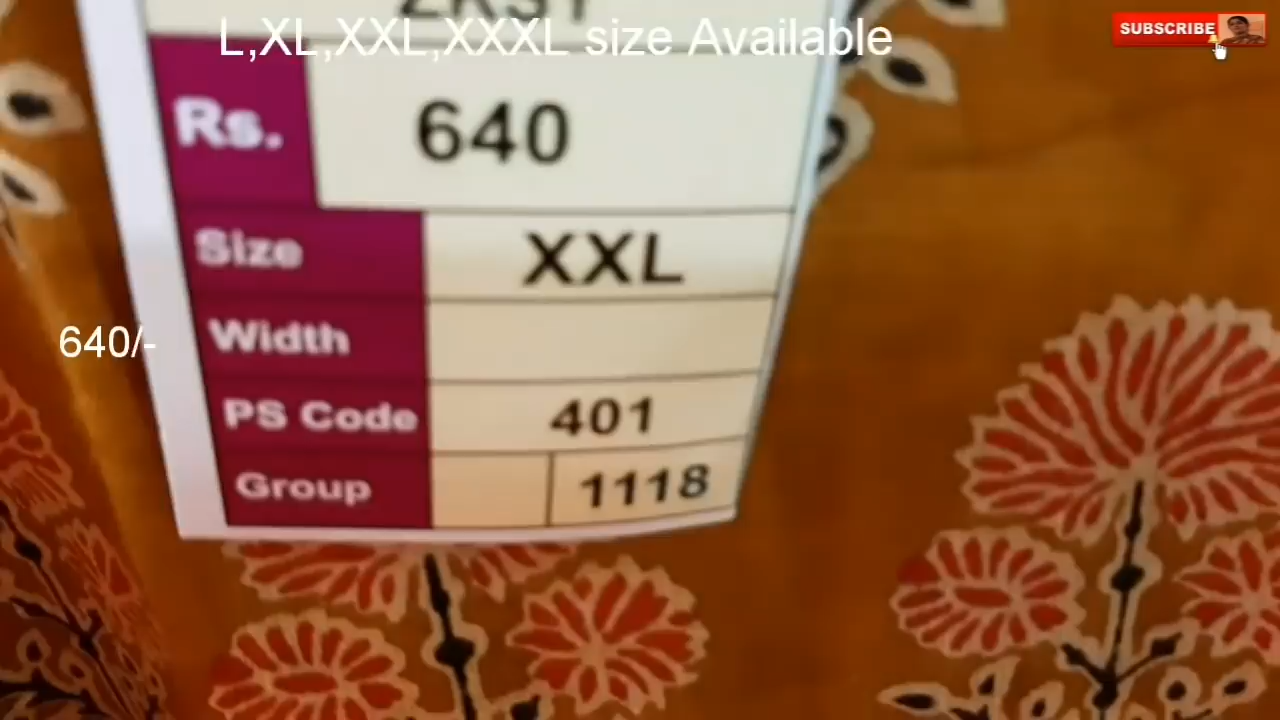 L,XL,XXL,XXXL size Available
SUBSCRIBE
Rs. 640
Size XXL
640/-
Width
PS Code 401
Group 1118